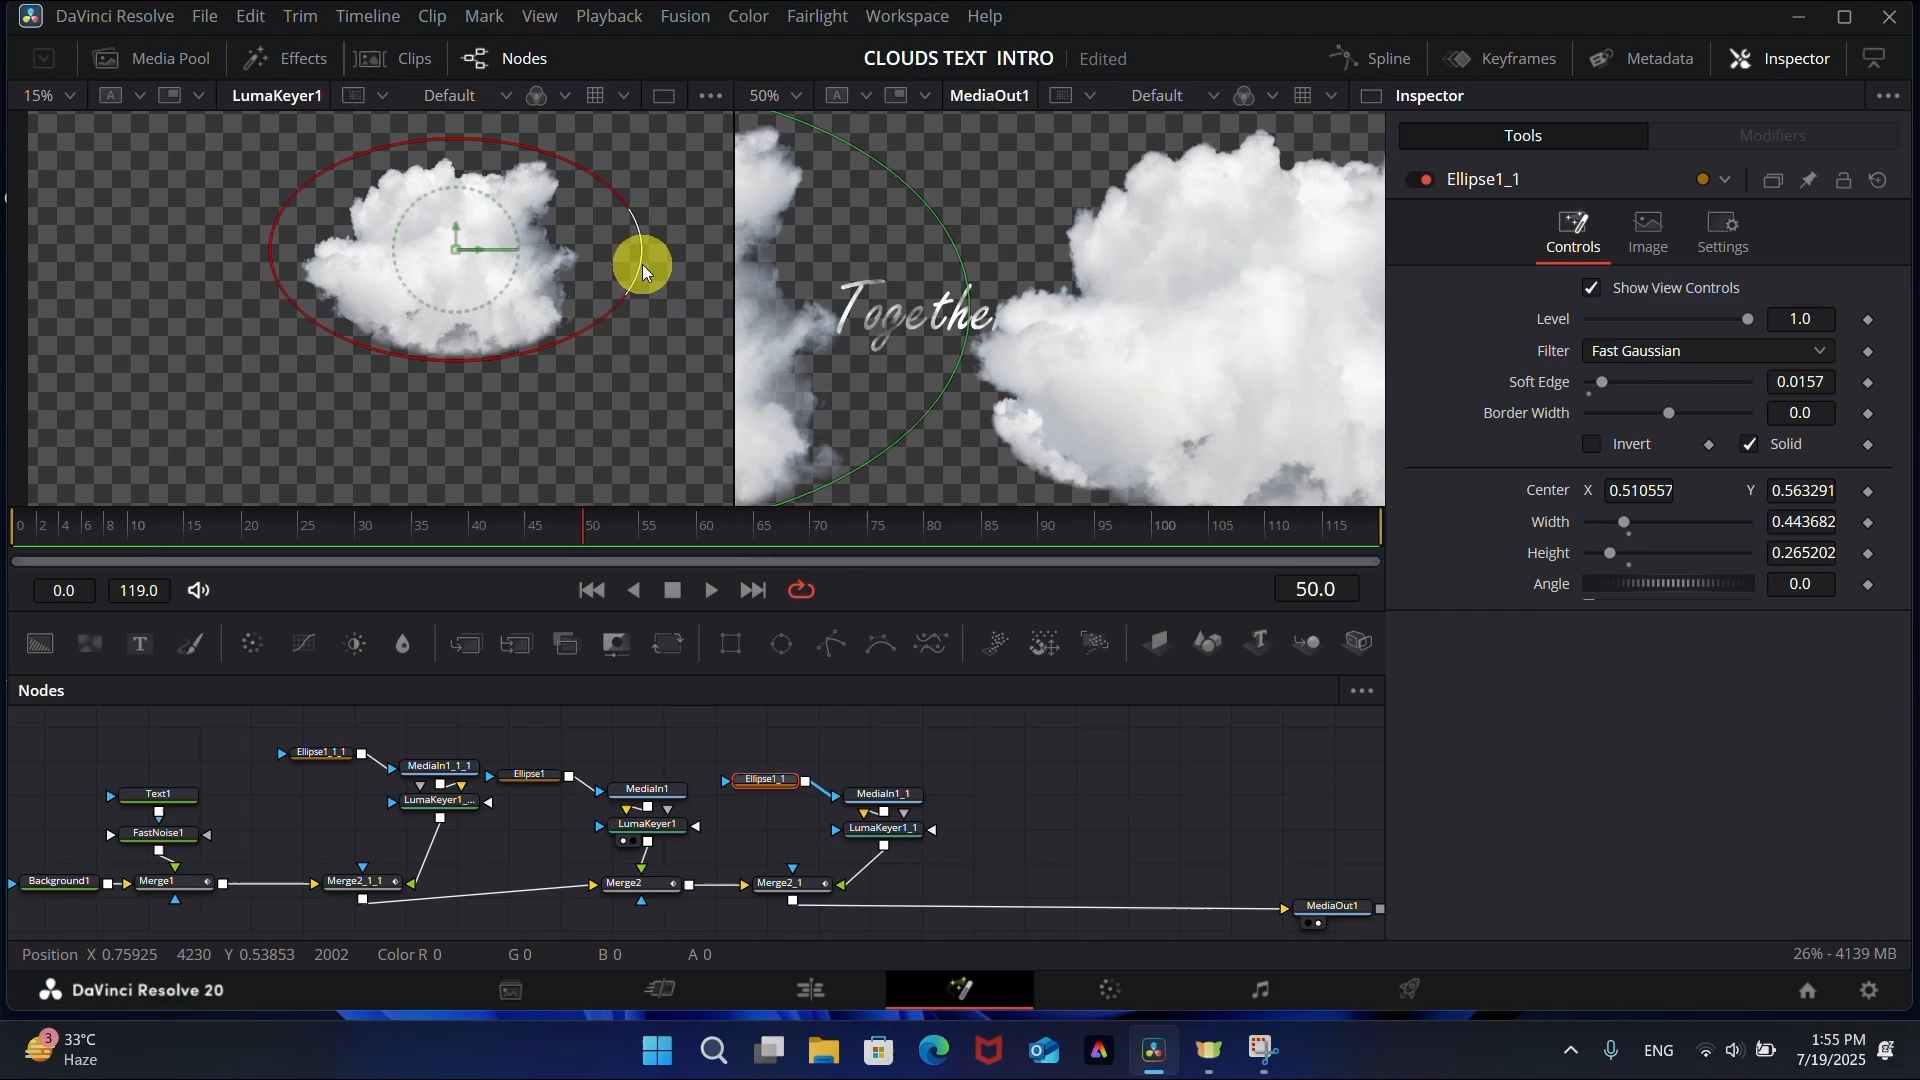 DaVinci Resolve File Edit Trim Timeline Clip Mark View Playback Fusion Color Fairlight Workspace Help
Media Pool Effects Clips Nodes CLOUDS TEXT INTRO Edited Spline Keyframes Metadata Inspector
15% A LumaKeyer1 Default 50% A MediaOut1 Default Inspector
Tools Modifiers
Ellipse1_1
Controls Image Settings
Show View Controls
Level 1.0
Filter Fast Gaussian
Soft Edge 0.0157
Border Width 0.0
Invert Solid
Center X 0.510557 Y 0.563291
Width 0.443682
Height 0.265202
Angle 0.0
Together
0 2 4 6 8 10 15 20 25 30 35 40 45 50 55 60 65 70 75 80 85 90 95 100 105 110 115
0.0 119.0 50.0
T T
Nodes
Ellipse1_1_1
MediaIn1_1_1
Ellipse1
Ellipse1_1
Text1
LumaKeyer1_...
MediaIn1
MediaIn1_1
FastNoise1
LumaKeyer1
LumaKeyer1_1
Background1 Merge1 Merge2_1_1 Merge2 Merge2_1
MediaOut1
Position X 0.75925 4230 Y 0.53853 2002 Color R 0 G 0 B 0 A 0 26% - 4139 MB
DaVinci Resolve 20
3 33°C
Haze
ENG
1:55 PM
7/19/2025